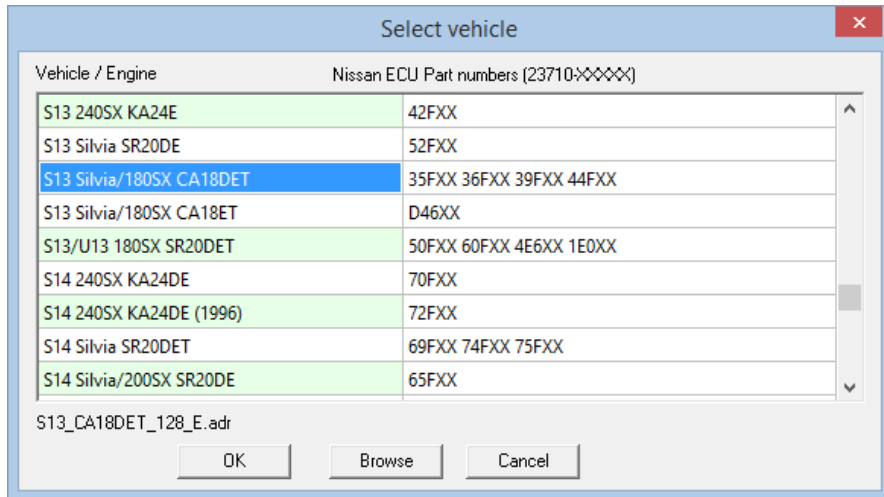 Select vehicle
Vehicle / Engine Nissan ECU Part numbers (23710-XXXXX)
S13 240SX KA24E 42FXX
S13 Silvia SR20DE 52FXX
S13 Silvia/180SX CA18DET 35FXX 36FXX 39FXX 44FXX
S13 Silvia/180SX CA18ET D46XX
S13/U13 180SX SR20DET 50FXX 60FXX 4E6XX 1E0XX
S14 240SX KA24DE 70FXX
S14 240SX KA24DE (1996) 72FXX
S14 Silvia SR20DET 69FXX 74FXX 75FXX
S14 Silvia/200SX SR20DE 65FXX
S13_CA18DET_128_E.adr
OK Browse Cancel